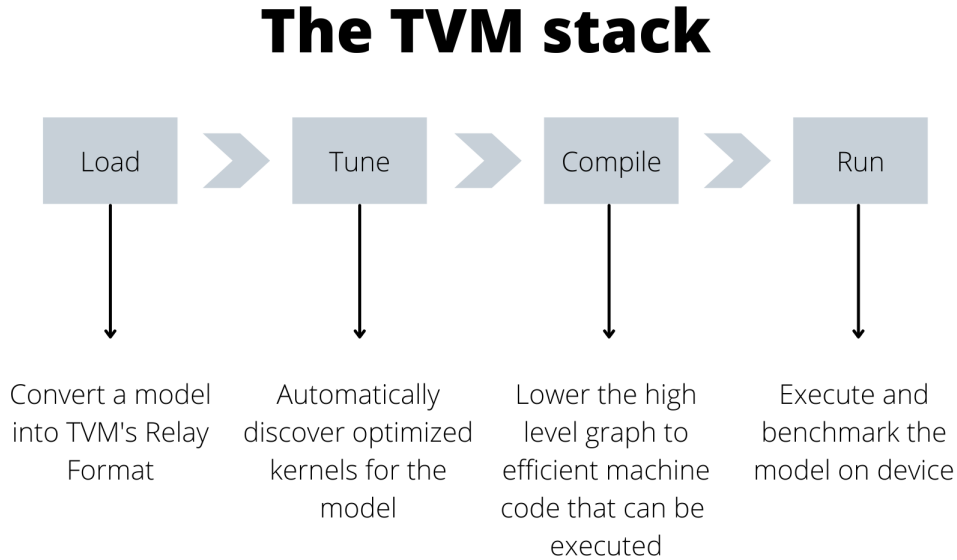 The TVM stack
Load
Tune
Compile
Run
Convert a model
into TVM's Relay
Format
Automatically
discover optimized
kernels for the
model
Lower the high
level graph to
efficient machine
code that can be
executed
Execute and
benchmark the
model on device